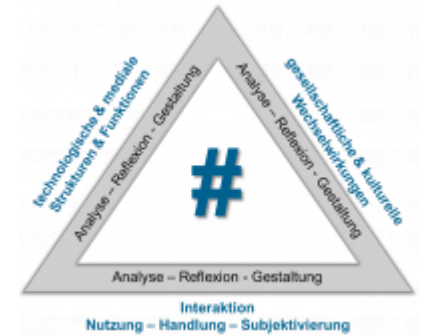 technologische & mediale
Strukturen & Funktionen
Analyse – Reflexion - Gestaltung
gesellschaftliche & kulturelle
Wechselwirkungen
Analyse – Reflexion - Gestaltung
#
Analyse – Reflexion - Gestaltung
Interaktion
Nutzung – Handlung – Subjektivierung